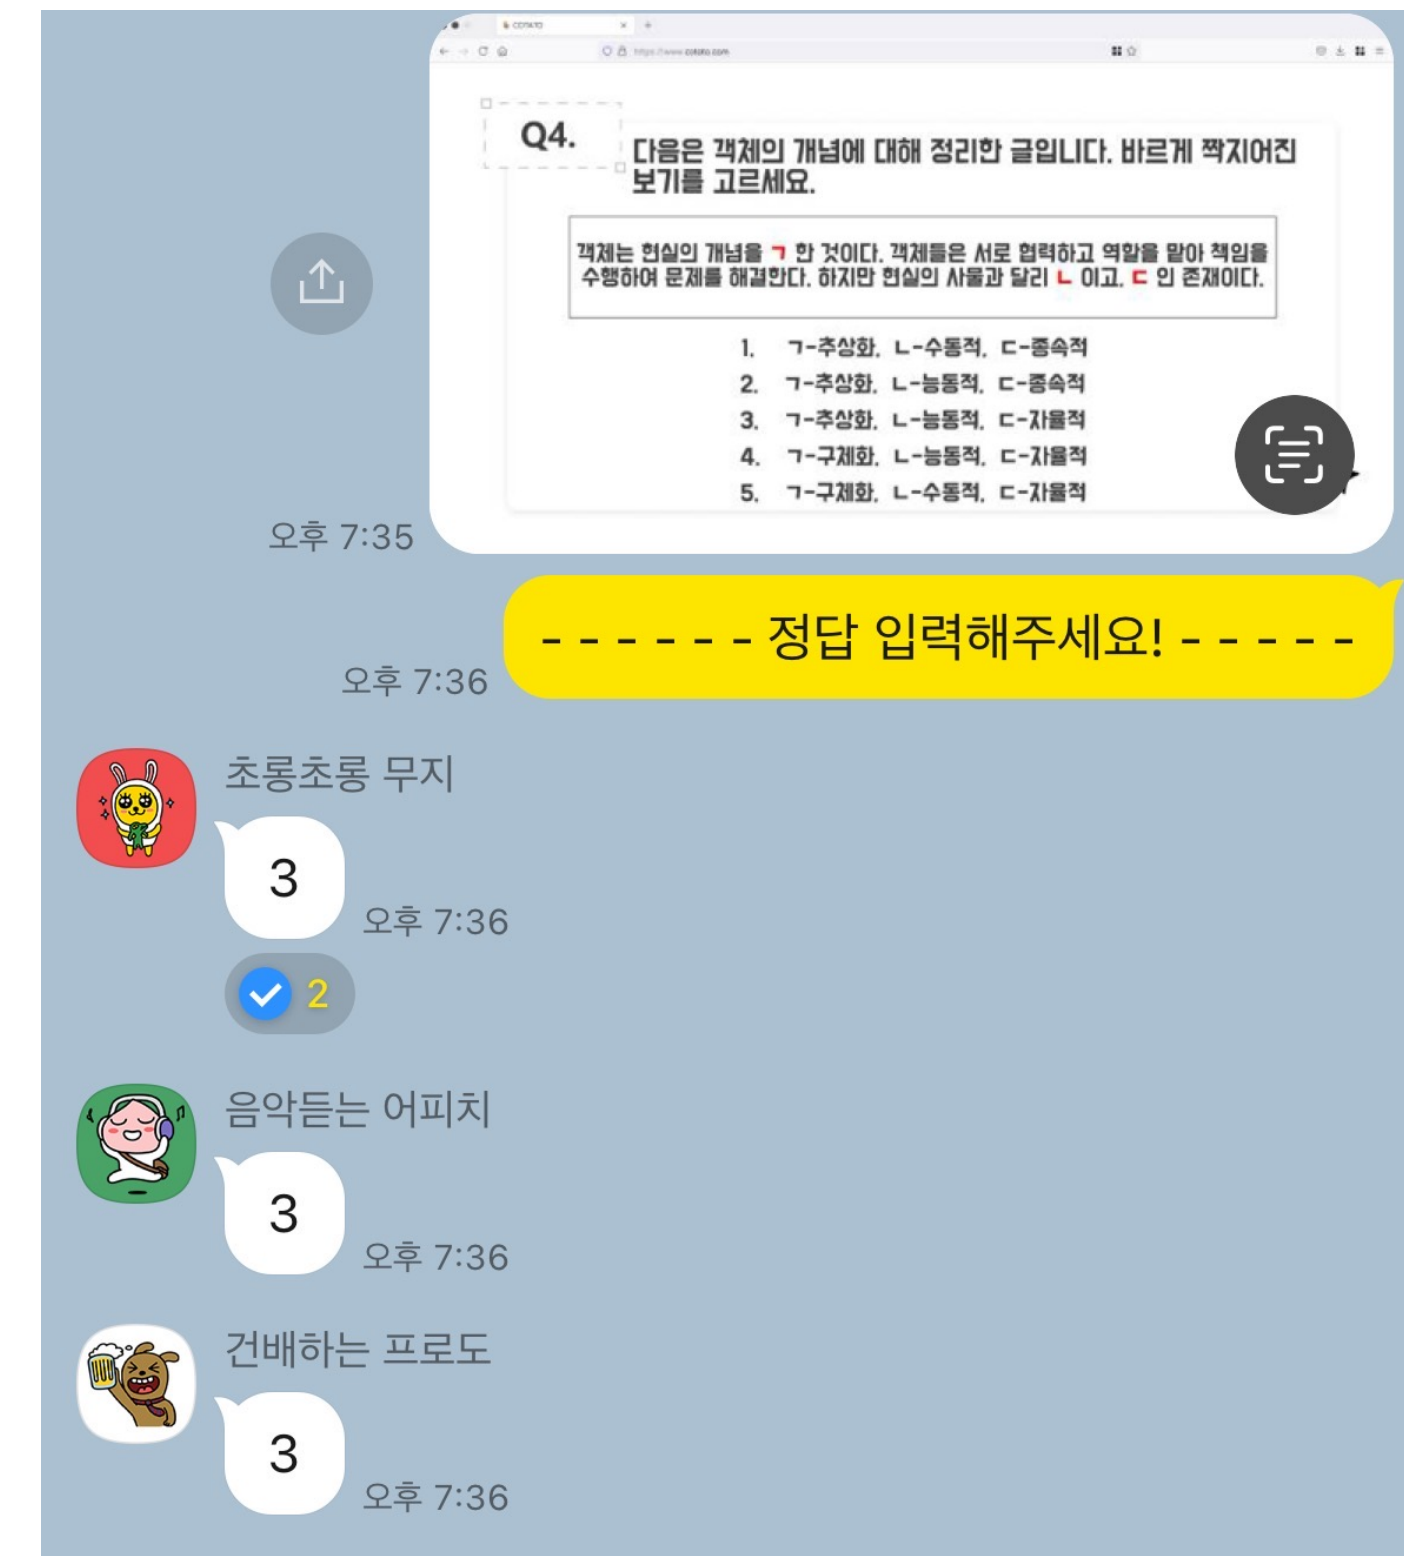 COTATO
https://www.cotato.com
Q4.
다음은 객체의 개념에 대해 정리한 글입니다. 바르게 짝지어진
보기를 고르세요.
객체는 현실의 개념을 ㄱ 한 것이다. 객체들은 서로 협력하고 역할을 맡아 책임을
수행하여 문제를 해결한다. 하지만 현실의 사물과 달리 ㄴ 이고, ㄷ 인 존재이다.
1. ㄱ-추상화, ㄴ-수동적, ㄷ-종속적
2. ㄱ-추상화, ㄴ-능동적, ㄷ-종속적
3. ㄱ-추상화, ㄴ-능동적, ㄷ-자율적
4. ㄱ-구체화, ㄴ-능동적, ㄷ-자율적
5. ㄱ-구체화, ㄴ-수동적, ㄷ-자율적
오후 7:35
- - - - - - 정답 입력해주세요! - - - - -
오후 7:36
초롱초롱 무지
3
오후 7:36
2
음악듣는 어피치
3
오후 7:36
건배하는 프로도
3
오후 7:36